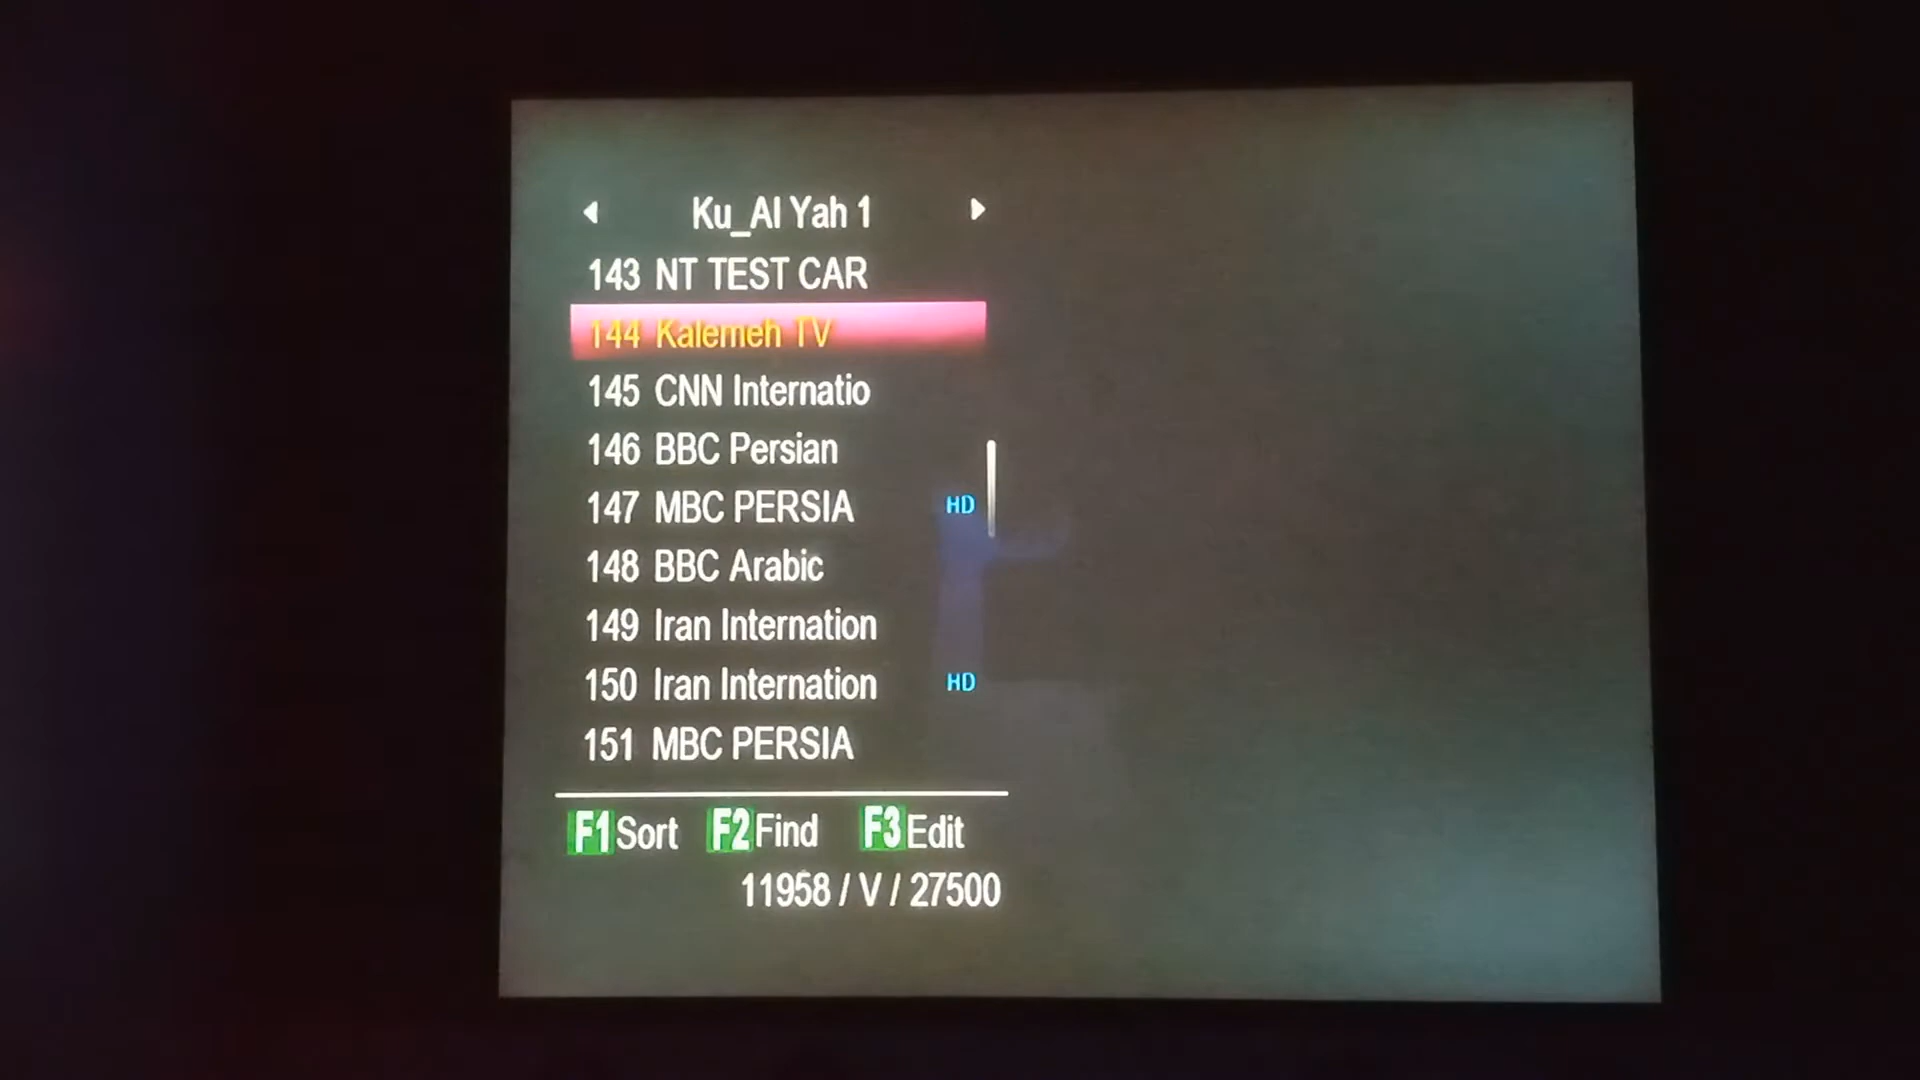 Ku_Al Yah 1
143 NT TEST CAR
144 Kalemeh TV
145 CNN Internatio
146 BBC Persian
147 MBC PERSIA HD
148 BBC Arabic
149 Iran Internation
150 Iran Internation HD
151 MBC PERSIA
F1 Sort F2 Find F3 Edit
11958 / V / 27500